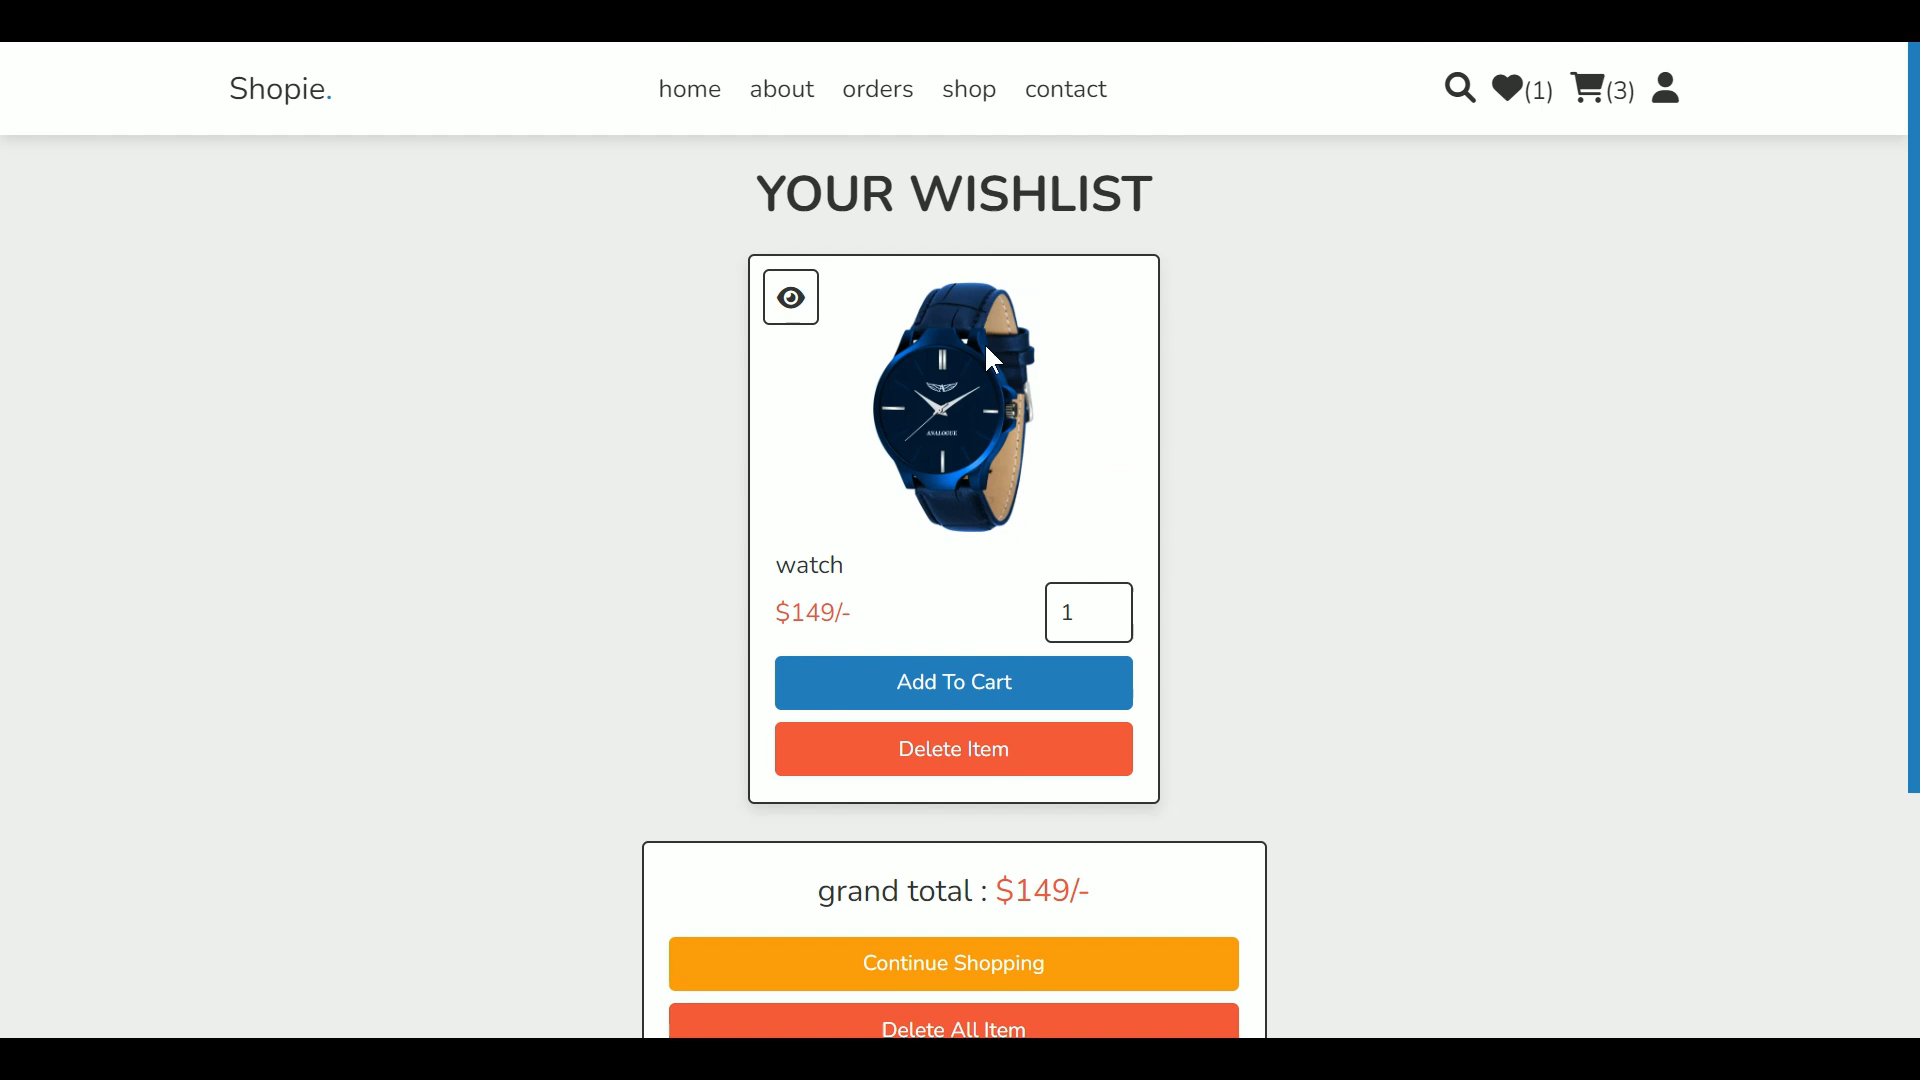 Shopie.
home about orders shop contact
(1) (3)
YOUR WISHLIST
ANALOGUE
watch
$149/-
1
Add To Cart
Delete Item
grand total : $149/-
Continue Shopping
Delete All Item